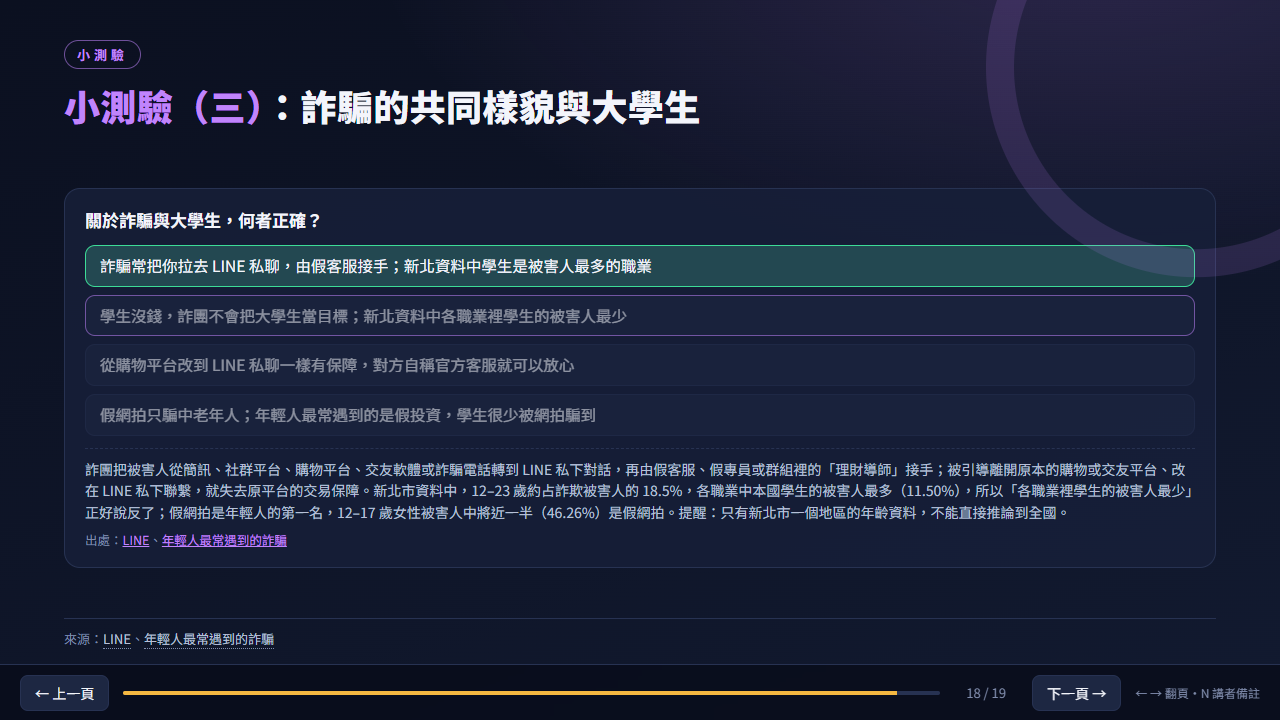 小測驗
小測驗（三）：詐騙的共同樣貌與大學生
關於詐騙與大學生，何者正確？
詐騙常把你拉去 LINE 私聊，由假客服接手；新北資料中學生是被害人最多的職業
學生沒錢，詐團不會把大學生當目標；新北資料中各職業裡學生的被害人最少
從購物平台改到 LINE 私聊一樣有保障，對方自稱官方客服就可以放心
假網拍只騙中老年人；年輕人最常遇到的是假投資，學生很少被網拍騙到
詐團把被害人從簡訊、社群平台、購物平台、交友軟體或詐騙電話轉到 LINE 私下對話，再由假客服、假專員或群組裡的「理財導師」接手；被引導離開原本的購物或交友平台、改
在 LINE 私下聯繫，就失去原平台的交易保障。新北市資料中，12–23 歲約占詐欺被害人的 18.5%，各職業中本國學生的被害人最多（11.50%），所以「各職業裡學生的被害人最少」
正好說反了；假網拍是年輕人的第一名，12–17 歲女性被害人中將近一半（46.26%）是假網拍。提醒：只有新北市一個地區的年齡資料，不能直接推論到全國。
出處：LINE、年輕人最常遇到的詐騙
來源：LINE、年輕人最常遇到的詐騙
← 上一頁
18 / 19
下一頁 →
← → 翻頁・N 講者備註